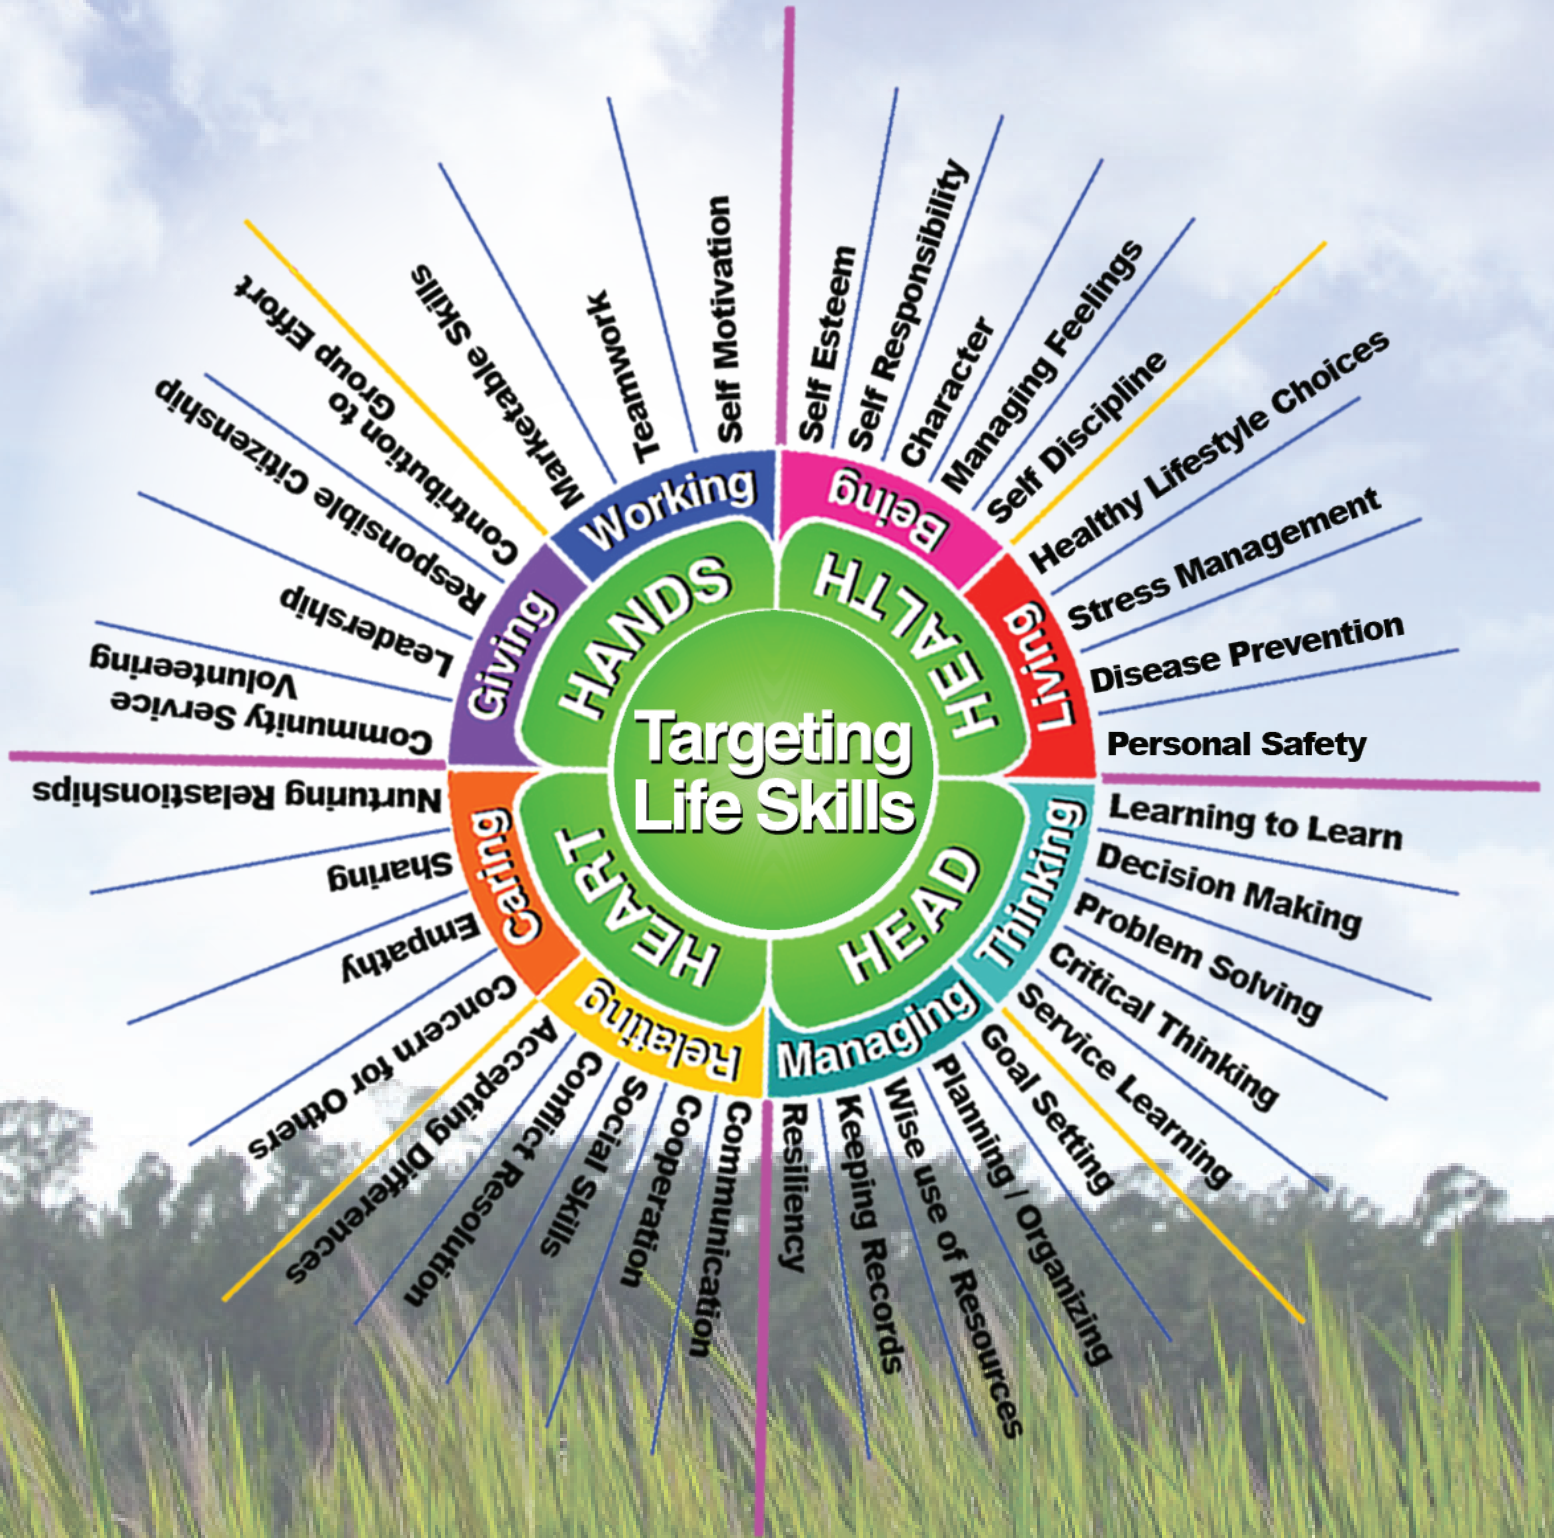 Targeting
Life Skills
HEAD
Thinking
Learning to Learn
Decision Making
Problem Solving
Critical Thinking
Service Learning
Managing
Goal Setting
Planning / Organizing
Wise use of Resources
Keeping Records
Resiliency
HEART
Relating
Communication
Cooperation
Social Skills
Conflict Resolution
Accepting Differences
Caring
Concern for Others
Empathy
Sharing
Nurturing Relastionships
HANDS
Giving
Community Service
Volunteering
Leadership
Responsible Citizenship
Contribution to
Group Effort
Working
Marketable Skills
Teamwork
Self Motivation
HEALTH
Being
Self Esteem
Self Responsibility
Character
Managing Feelings
Self Discipline
Living
Healthy Lifestyle Choices
Stress Management
Disease Prevention
Personal Safety